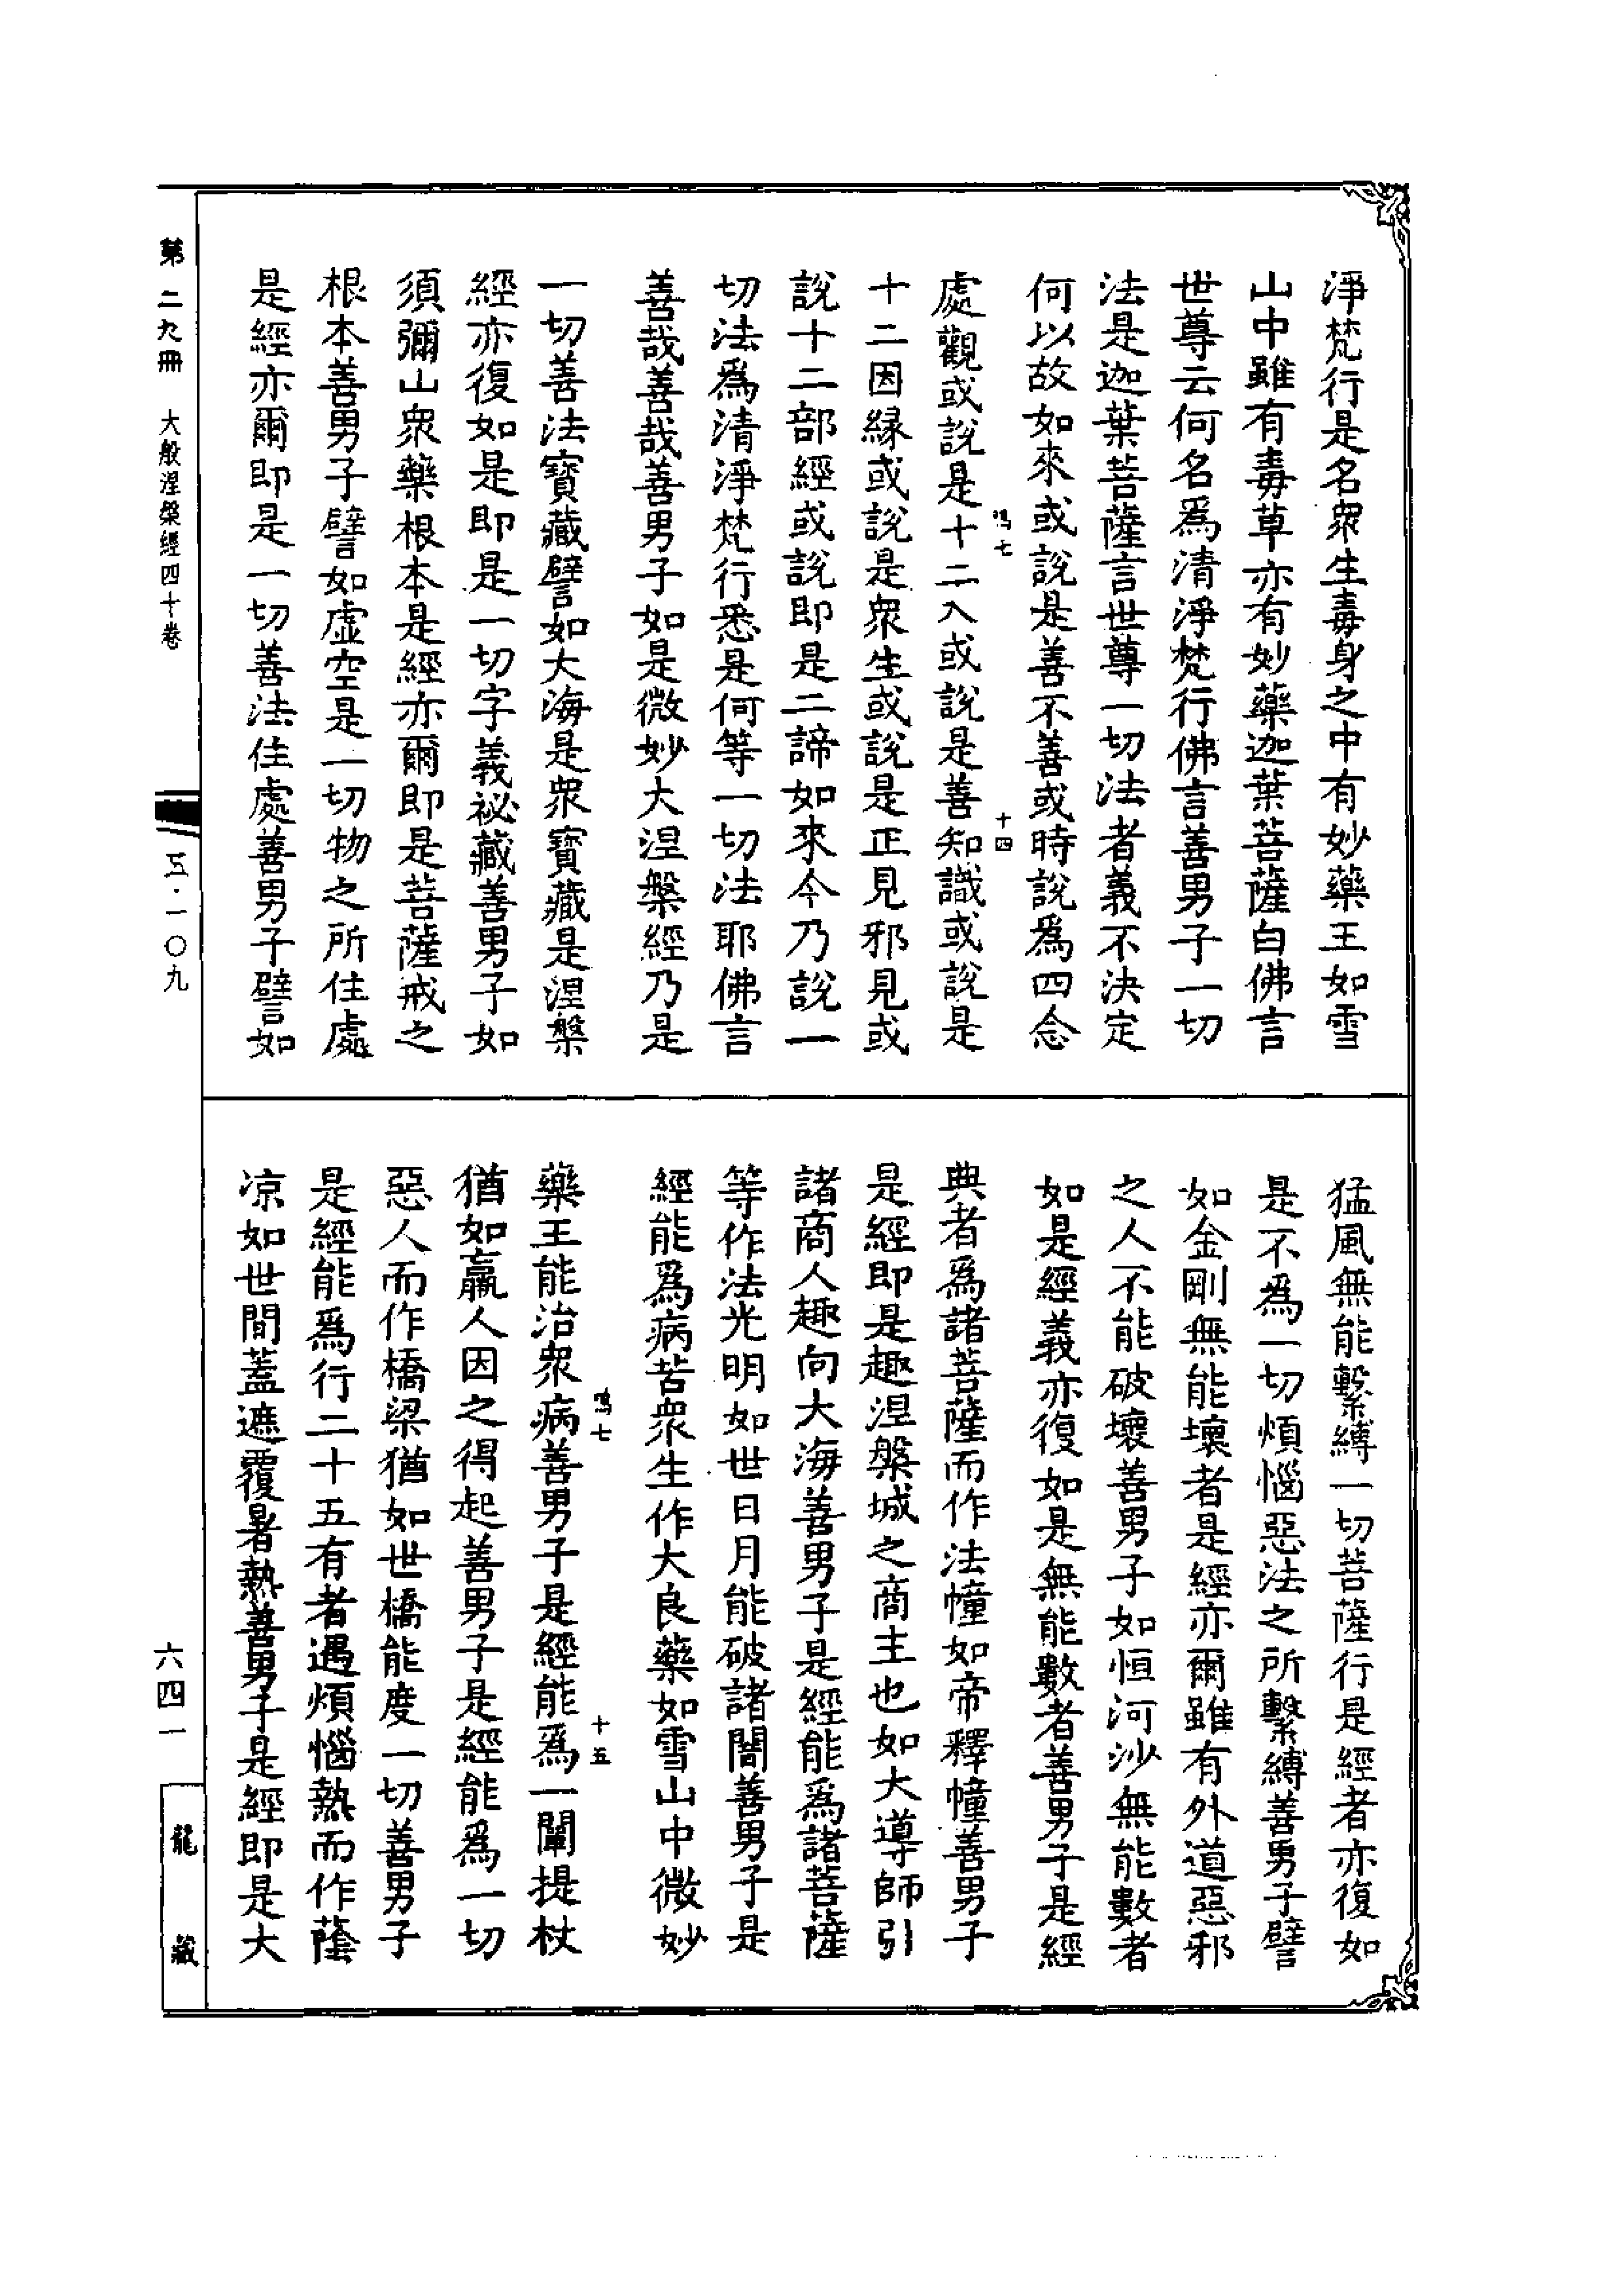 淨梵行是名衆生毒身之中有妙藥王如雪
山中雖有毒草亦有妙藥迦葉菩薩白佛言
世尊云何名爲清淨梵行佛言善男子一切
法是迦葉菩薩言世尊一切法者義不決定
何以故如來或說是善不善或時說爲四念
處觀或說是十二入或說是善知識或說是
鳴七
十四
十二因緣或說是衆生或說是正見邪見或
說十二部經或說即是二諦如來今乃說一
切法爲清淨梵行悉是何等一切法耶佛言
善哉善哉善男子如是微妙大涅槃經乃是
一切善法寶藏譬如大海是衆寶藏是涅槃
經亦復如是即是一切字義祕藏善男子如
須彌山衆藥根本是經亦爾即是菩薩戒之
根本善男子譬如虛空是一切物之所住處
是經亦爾即是一切善法住處善男子譬如
猛風無能繫縛一切菩薩行是經者亦復如
是不爲一切煩惱惡法之所繫縛善男子譬
如金剛無能壞者是經亦爾雖有外道惡邪
之人不能破壞善男子如恒河沙無能數者
如是經義亦復如是無能數者善男子是經
典者爲諸菩薩而作法幢如帝釋幢善男子
是經即是趣涅槃城之商主也如大導師引
諸商人趣向大海善男子是經能爲諸菩薩
等作法光明如世日月能破諸闇善男子是
經能爲病苦衆生作大良藥如雪山中微妙
鳴七
十五
藥王能治衆病善男子是經能爲一闡提杖
猶如羸人因之得起善男子是經能爲一切
惡人而作橋梁猶如世橋能度一切善男子
是經能爲行二十五有者遇煩惱熱而作蔭
涼如世間蓋遮覆暑熱善男子是經即是大
第二九冊 大般涅槃經四十卷
五·一〇九
六四一
龍藏